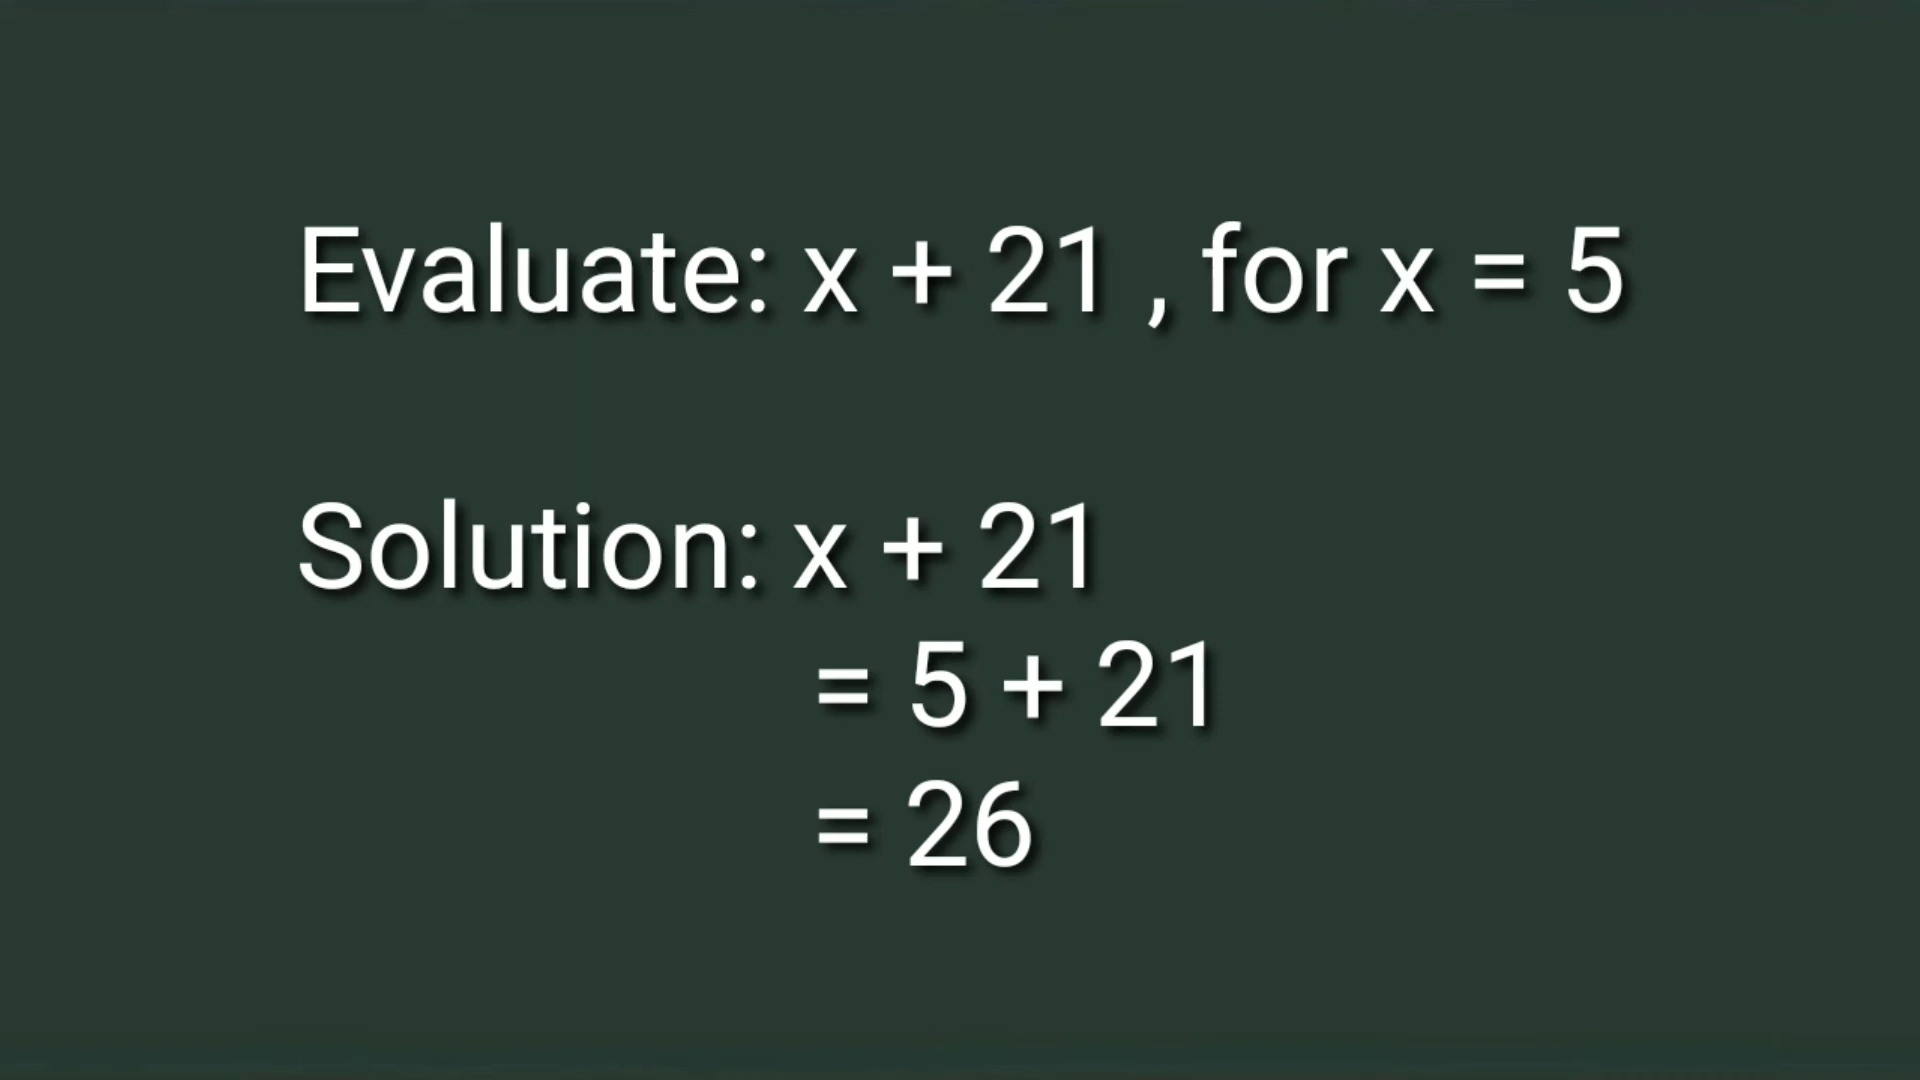 Evaluate: x + 21 , for x = 5
Solution: x + 21
= 5 + 21
= 26